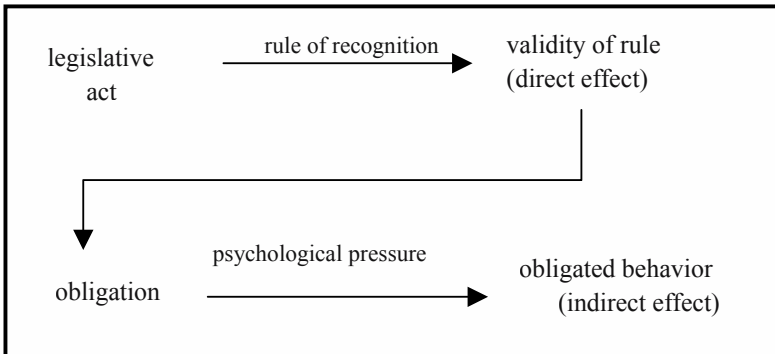 legislative
act
rule of recognition
validity of rule
(direct effect)
obligation
psychological pressure
obligated behavior
(indirect effect)